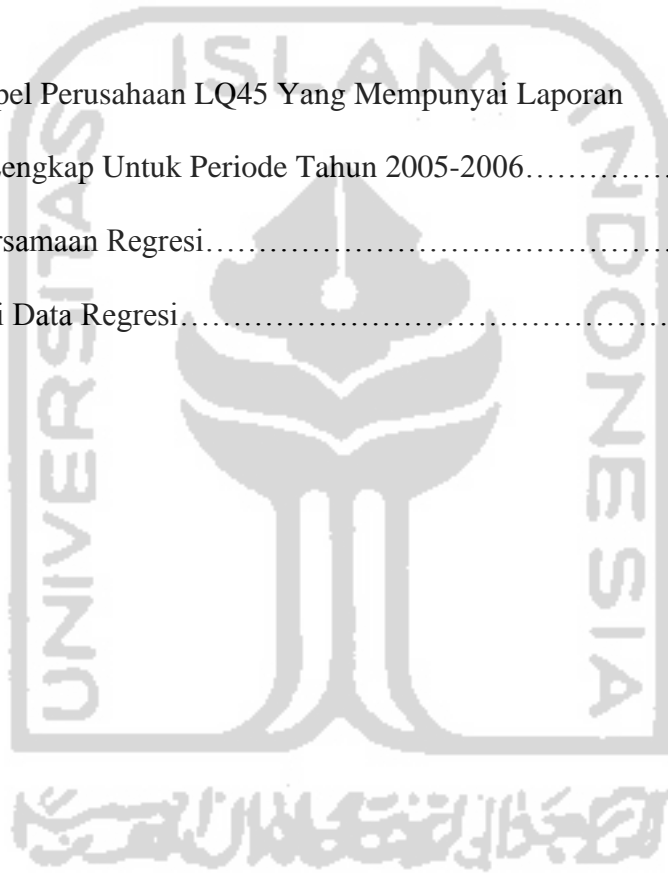 ISLAM
pel Perusahaan LQ45 Yang Mempunyai Laporan
engkap Untuk Periode Tahun 2005-2006……………
rsamaan Regresi……………………………………………
i Data Regresi………………………………………………
UNIVERSITAS
INDONESIA